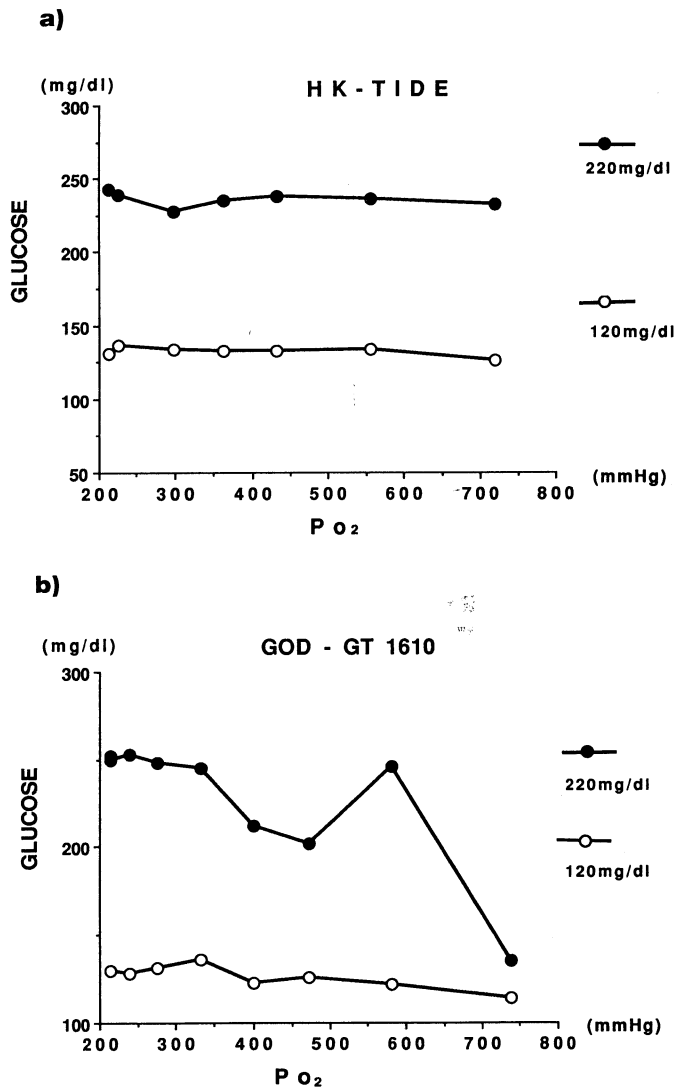 a)
(mg/dl)
HK-TIDE
300
250
200
150
100
50
GLUCOSE
220mg/dl
120mg/dl
200 300 400 500 600 700 800
(mmHg)
Po₂
b)
(mg/dl)
GOD - GT 1610
300
200
100
GLUCOSE
220mg/dl
120mg/dl
200 300 400 500 600 700 800
(mmHg)
Po₂